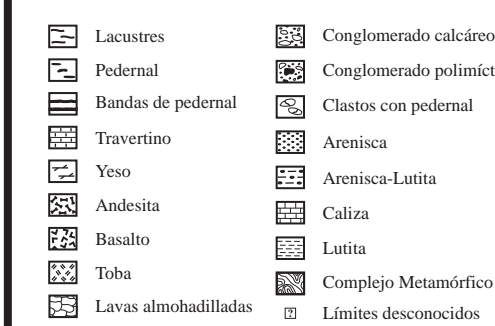 Lacustres
Pedernal
Bandas de pedernal
Travertino
Yeso
Andesita
Basalto
Toba
Lavas almohadilladas
Conglomerado calcáreo
Conglomerado polimíct
Clastos con pedernal
Arenisca
Arenisca-Lutita
Caliza
Lutita
Complejo Metamórfico
? Límites desconocidos